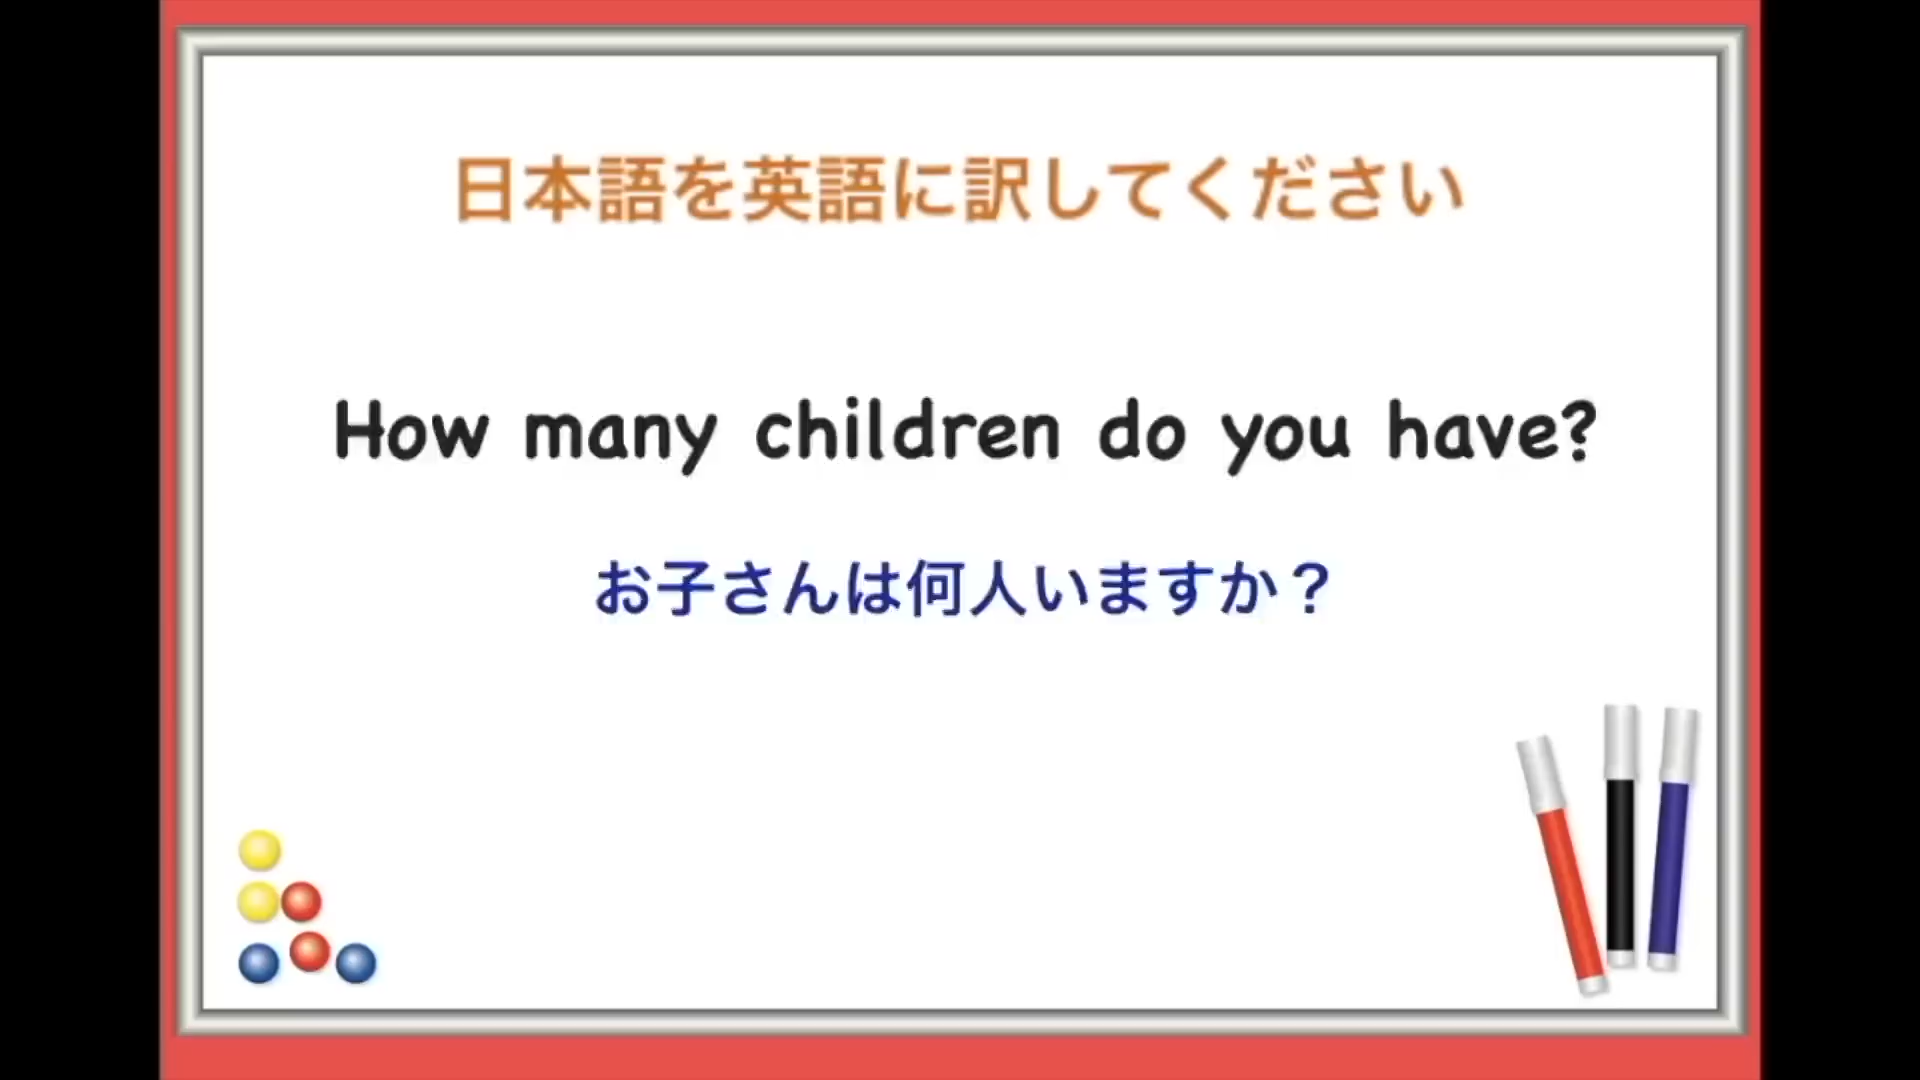 日本語を英語に訳してください
How many children do you have?
お子さんは何人いますか？